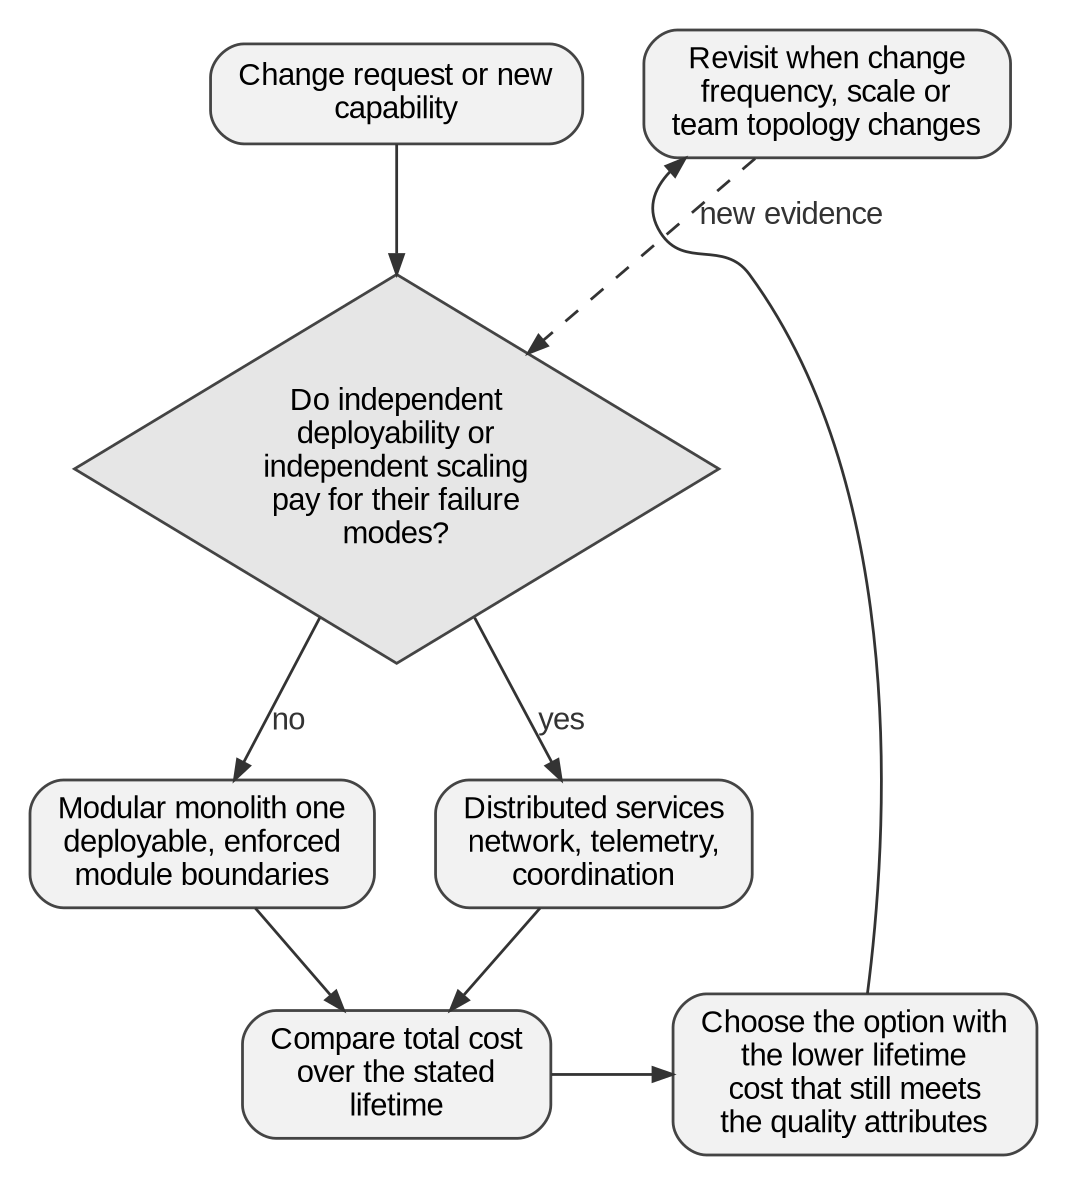 Change request or new
capability
Revisit when change
frequency, scale or
team topology changes
new evidence
Do independent
deployability or
independent scaling
pay for their failure
modes?
no
yes
Modular monolith one
deployable, enforced
module boundaries
Distributed services
network, telemetry,
coordination
Compare total cost
over the stated
lifetime
Choose the option with
the lower lifetime
cost that still meets
the quality attributes